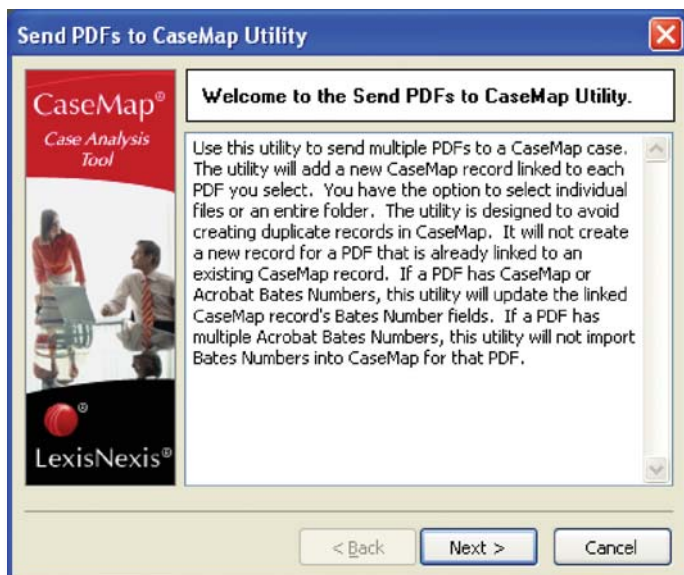 Send PDFs to CaseMap Utility
CaseMap®
Case Analysis
Tool
LexisNexis®
Welcome to the Send PDFs to CaseMap Utility.
Use this utility to send multiple PDFs to a CaseMap case.
The utility will add a new CaseMap record linked to each
PDF you select. You have the option to select individual
files or an entire folder. The utility is designed to avoid
creating duplicate records in CaseMap. It will not create
a new record for a PDF that is already linked to an
existing CaseMap record. If a PDF has CaseMap or
Acrobat Bates Numbers, this utility will update the linked
CaseMap record's Bates Number fields. If a PDF has
multiple Acrobat Bates Numbers, this utility will not import
Bates Numbers into CaseMap for that PDF.
< Back
Next >
Cancel